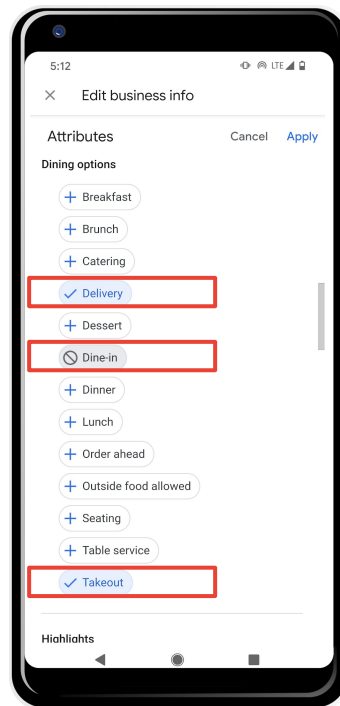 5:12 LTE
Edit business info
Attributes Cancel Apply
Dining options
Breakfast
Brunch
Catering
Delivery
Dessert
Dine-in
Dinner
Lunch
Order ahead
Outside food allowed
Seating
Table service
Takeout
Highlights